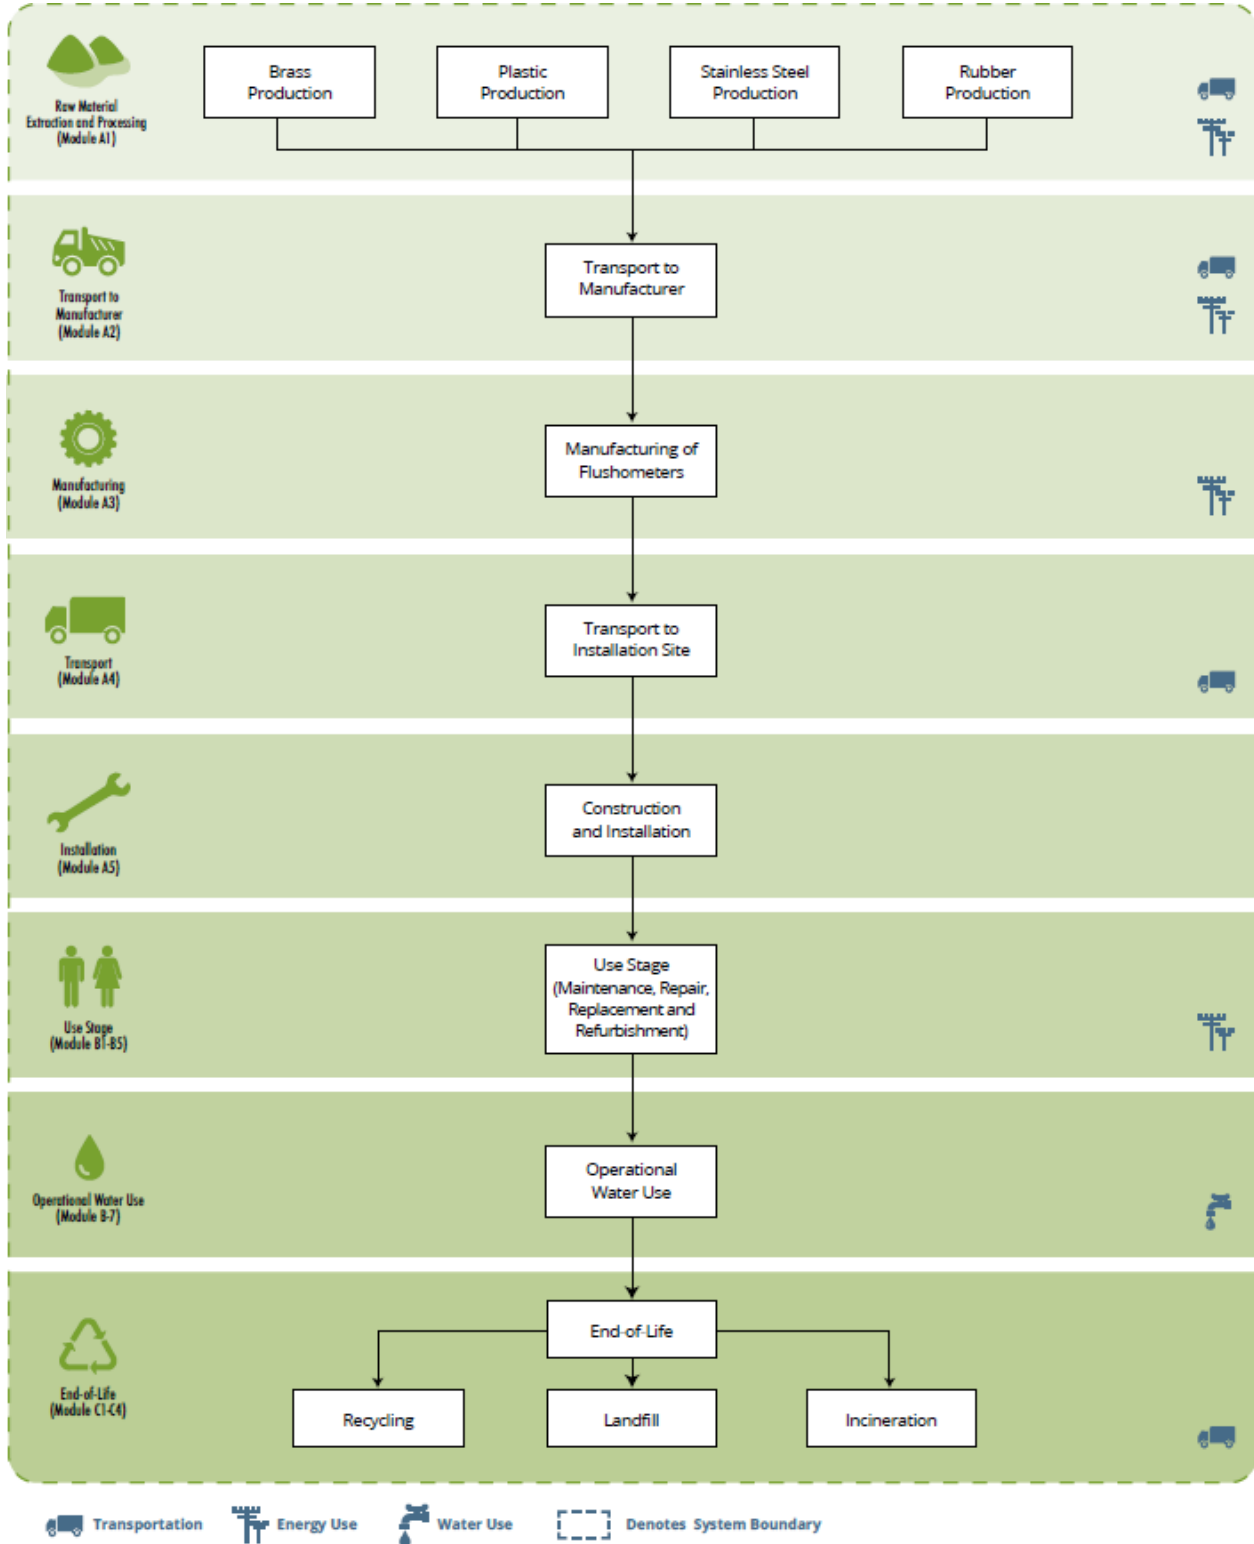 Raw Material
Extraction and Processing
(Module A1)
Brass
Production
Plastic
Production
Stainless Steel
Production
Rubber
Production
Transport to
Manufacturer
(Module A2)
Transport to
Manufacturer
Manufacturing
(Module A3)
Manufacturing of
Flushometers
Transport
(Module A4)
Transport to
Installation Site
Installation
(Module A5)
Construction
and Installation
Use Stage
(Module B1-B5)
Use Stage
(Maintenance, Repair,
Replacement and
Refurbishment)
Operational Water Use
(Module B-7)
Operational
Water Use
End-of-Life
(Module C1-C4)
End-of-Life
Recycling
Landfill
Incineration
Transportation
Energy Use
Water Use
Denotes System Boundary